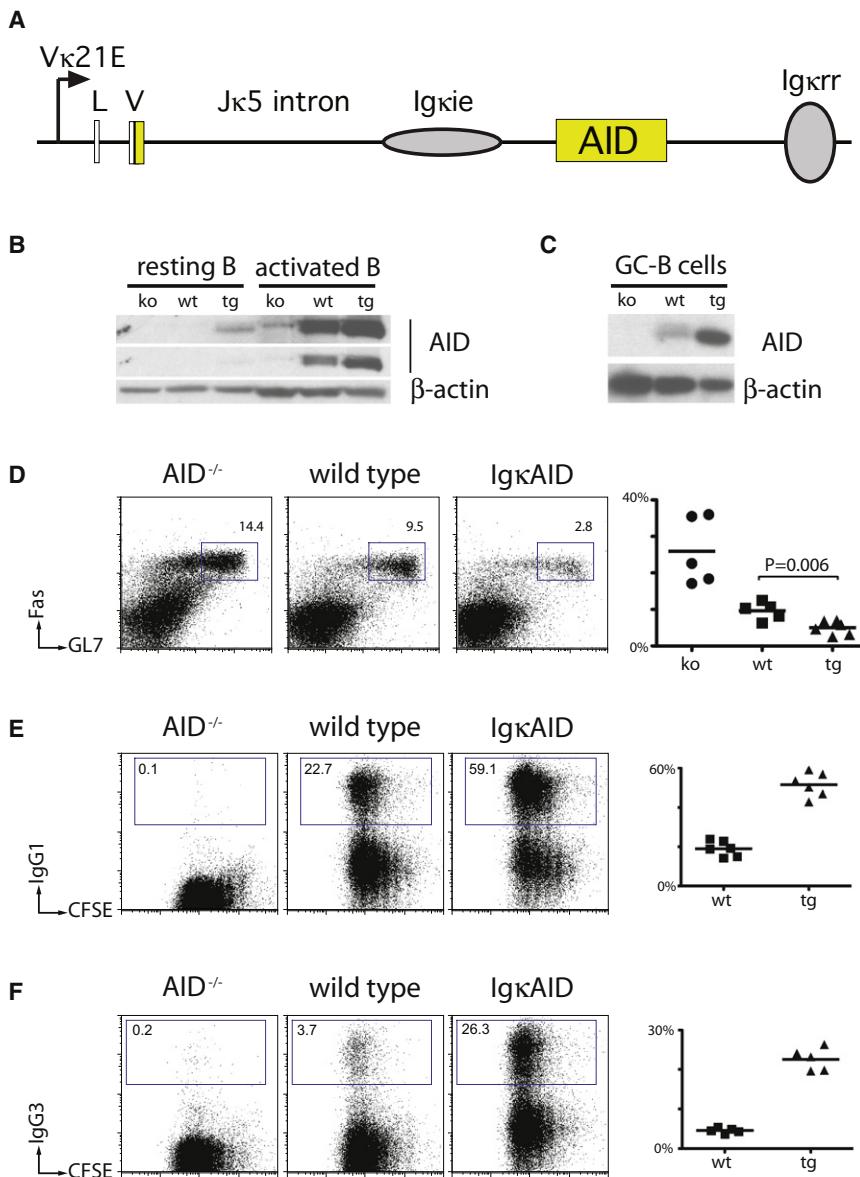 A
Vκ21E
L V Jκ5 intron Igκie AID Igκrr
B
resting B activated B
ko wt tg ko wt tg
AID
β-actin
C
GC-B cells
ko wt tg
AID
β-actin
D
AID-/- wild type IgκAID
14.4 9.5 2.8
Fas
GL7
40%
P=0.006
0%
ko wt tg
E
AID-/- wild type IgκAID
0.1 22.7 59.1
IgG1
CFSE
60%
0%
wt tg
F
AID-/- wild type IgκAID
0.2 3.7 26.3
IgG3
CFSE
30%
0%
wt tg